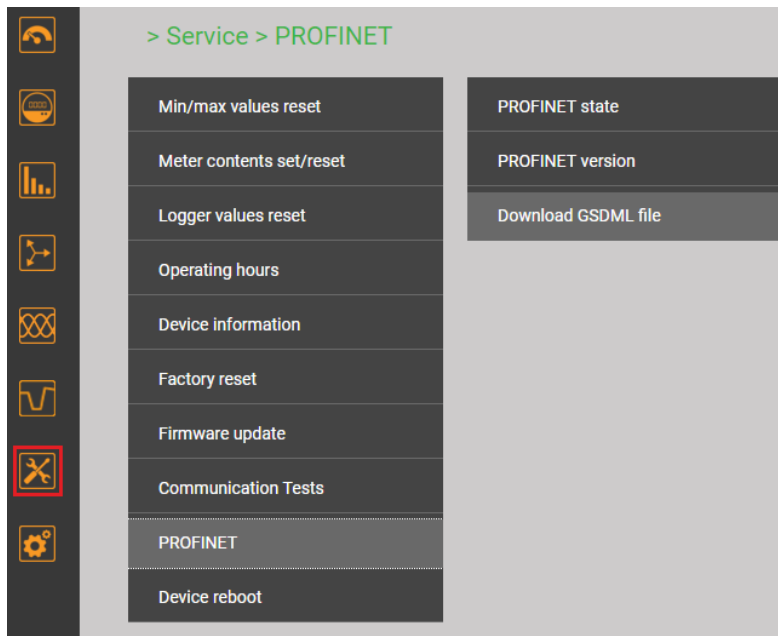 > Service > PROFINET
Min/max values reset
Meter contents set/reset
Logger values reset
Operating hours
Device information
Factory reset
Firmware update
Communication Tests
PROFINET
Device reboot
PROFINET state
PROFINET version
Download GSDML file